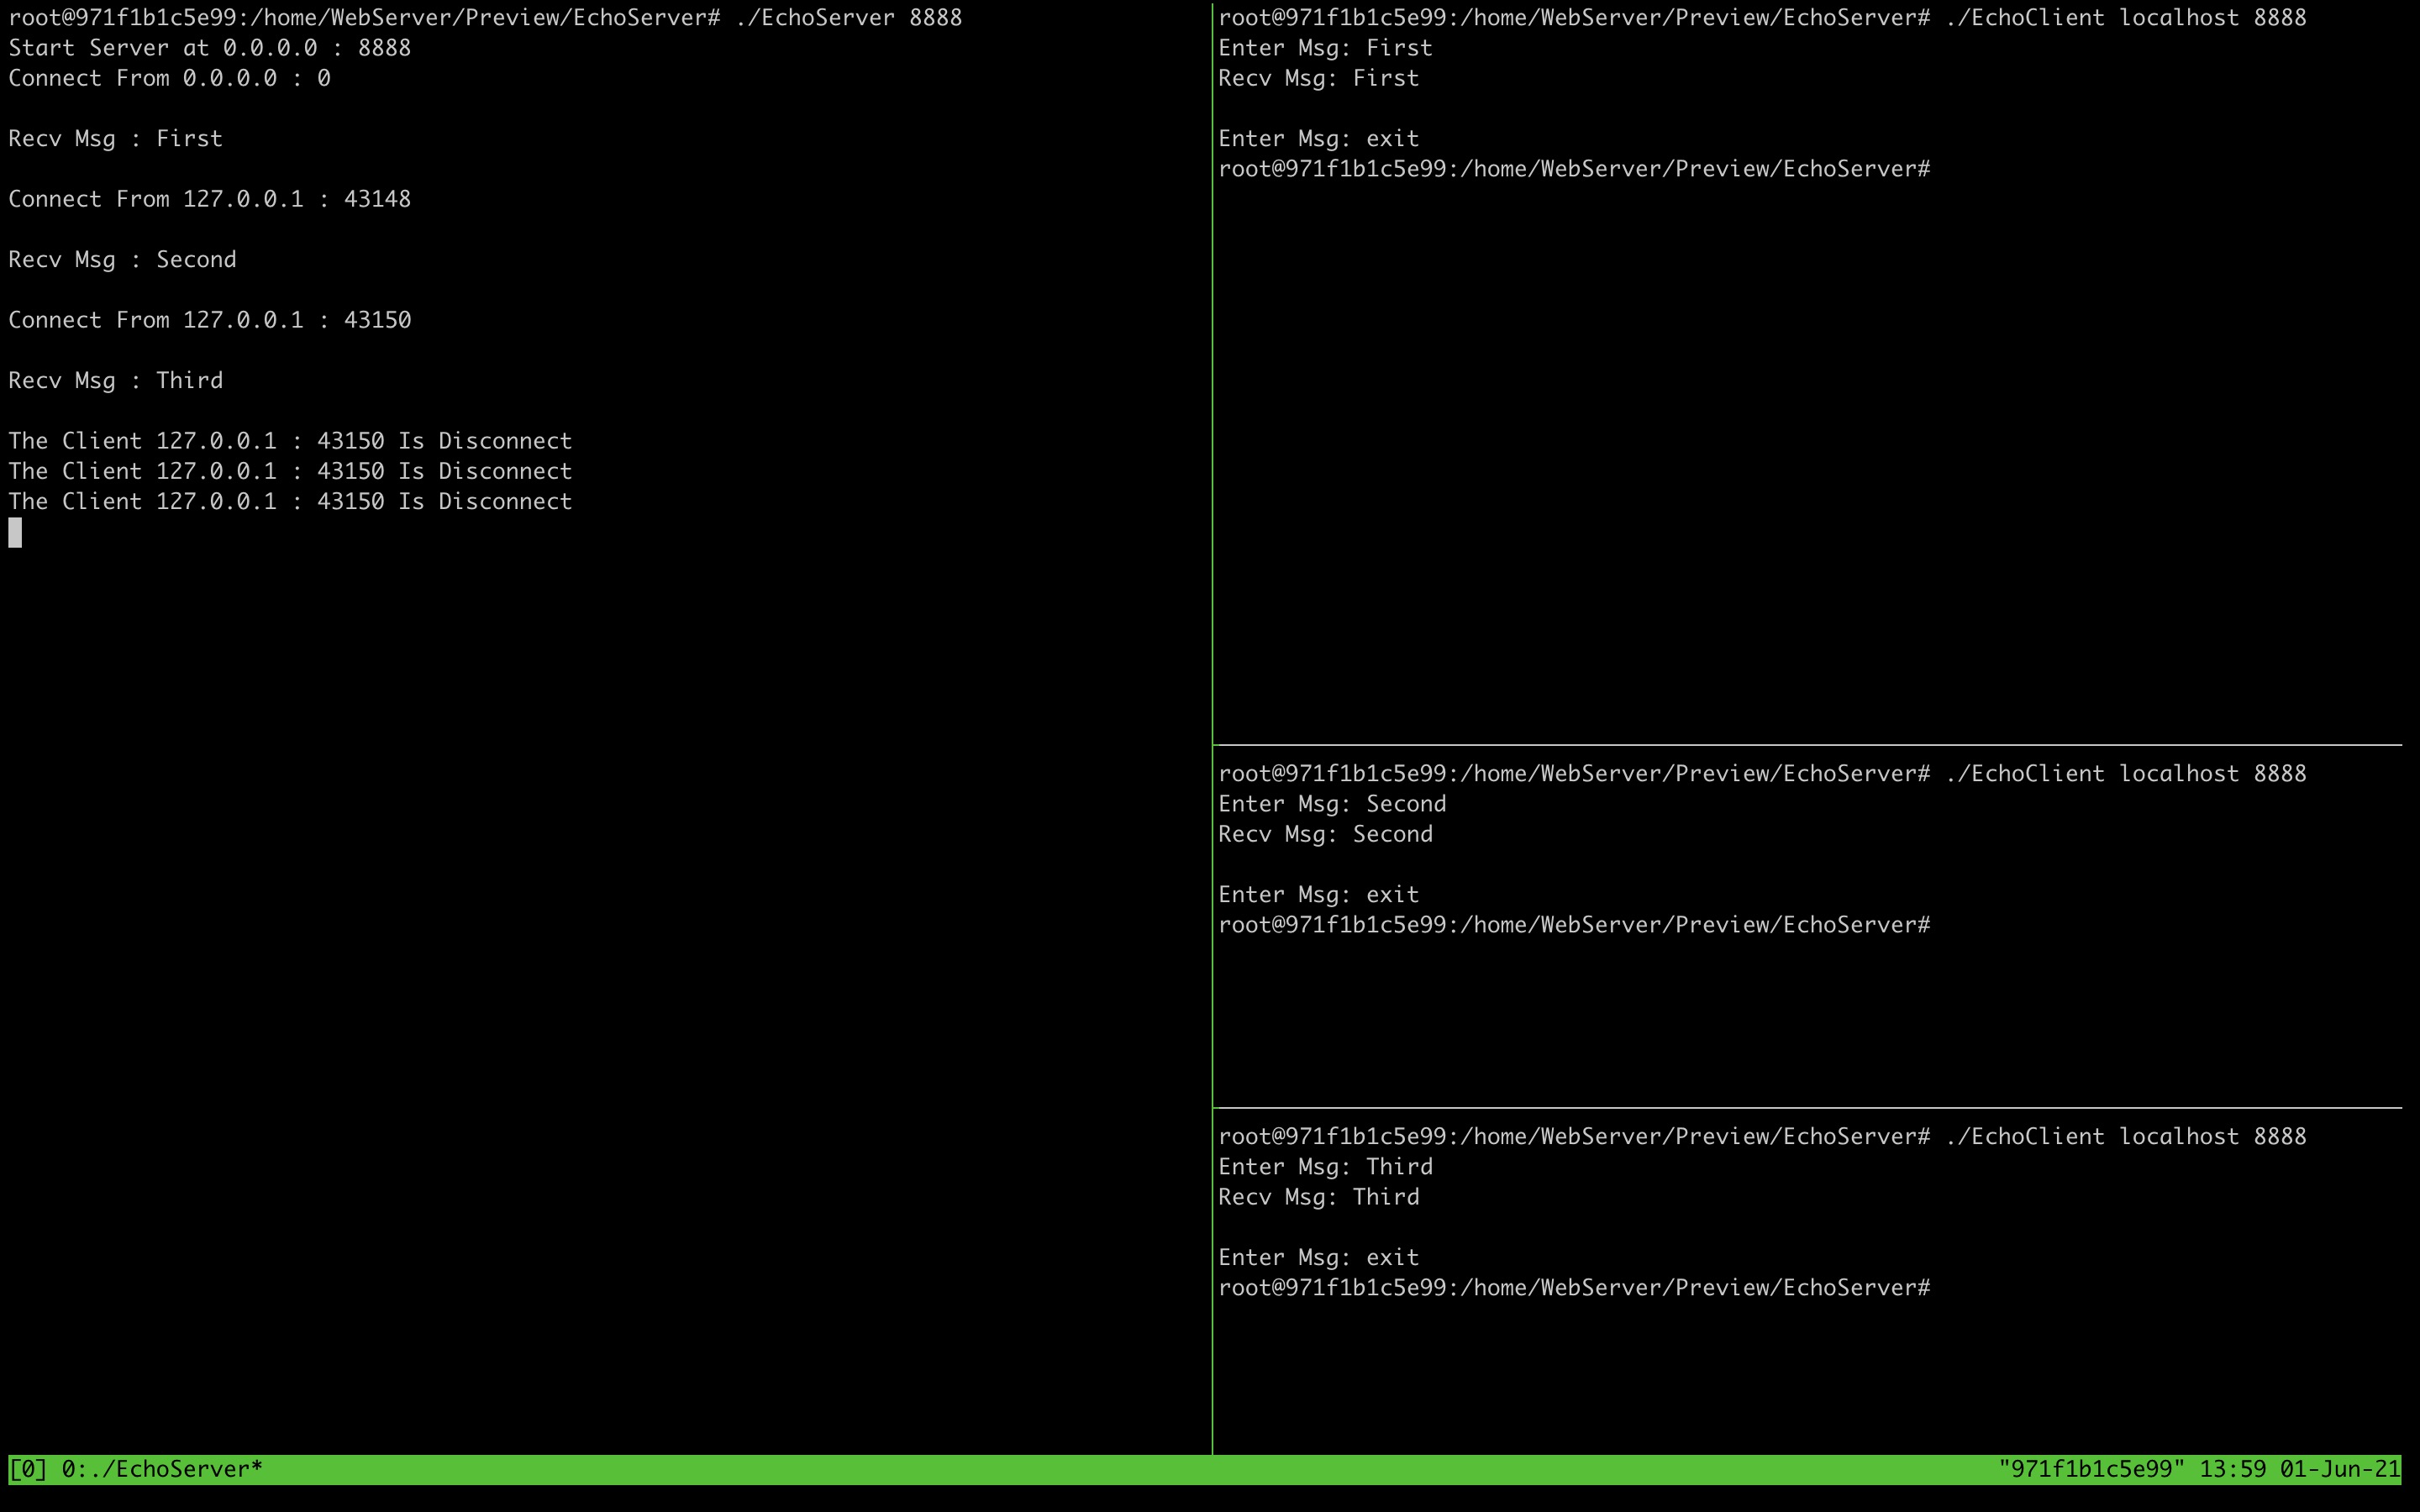 root@971f1b1c5e99:/home/WebServer/Preview/EchoServer# ./EchoServer 8888
Start Server at 0.0.0.0 : 8888
Connect From 0.0.0.0 : 0
Recv Msg : First
Connect From 127.0.0.1 : 43148
Recv Msg : Second
Connect From 127.0.0.1 : 43150
Recv Msg : Third
The Client 127.0.0.1 : 43150 Is Disconnect
The Client 127.0.0.1 : 43150 Is Disconnect
The Client 127.0.0.1 : 43150 Is Disconnect
root@971f1b1c5e99:/home/WebServer/Preview/EchoServer# ./EchoClient localhost 8888
Enter Msg: First
Recv Msg: First
Enter Msg: exit
root@971f1b1c5e99:/home/WebServer/Preview/EchoServer#
root@971f1b1c5e99:/home/WebServer/Preview/EchoServer# ./EchoClient localhost 8888
Enter Msg: Second
Recv Msg: Second
Enter Msg: exit
root@971f1b1c5e99:/home/WebServer/Preview/EchoServer#
root@971f1b1c5e99:/home/WebServer/Preview/EchoServer# ./EchoClient localhost 8888
Enter Msg: Third
Recv Msg: Third
Enter Msg: exit
root@971f1b1c5e99:/home/WebServer/Preview/EchoServer#
[0] 0:./EchoServer* "971f1b1c5e99" 13:59 01-Jun-21